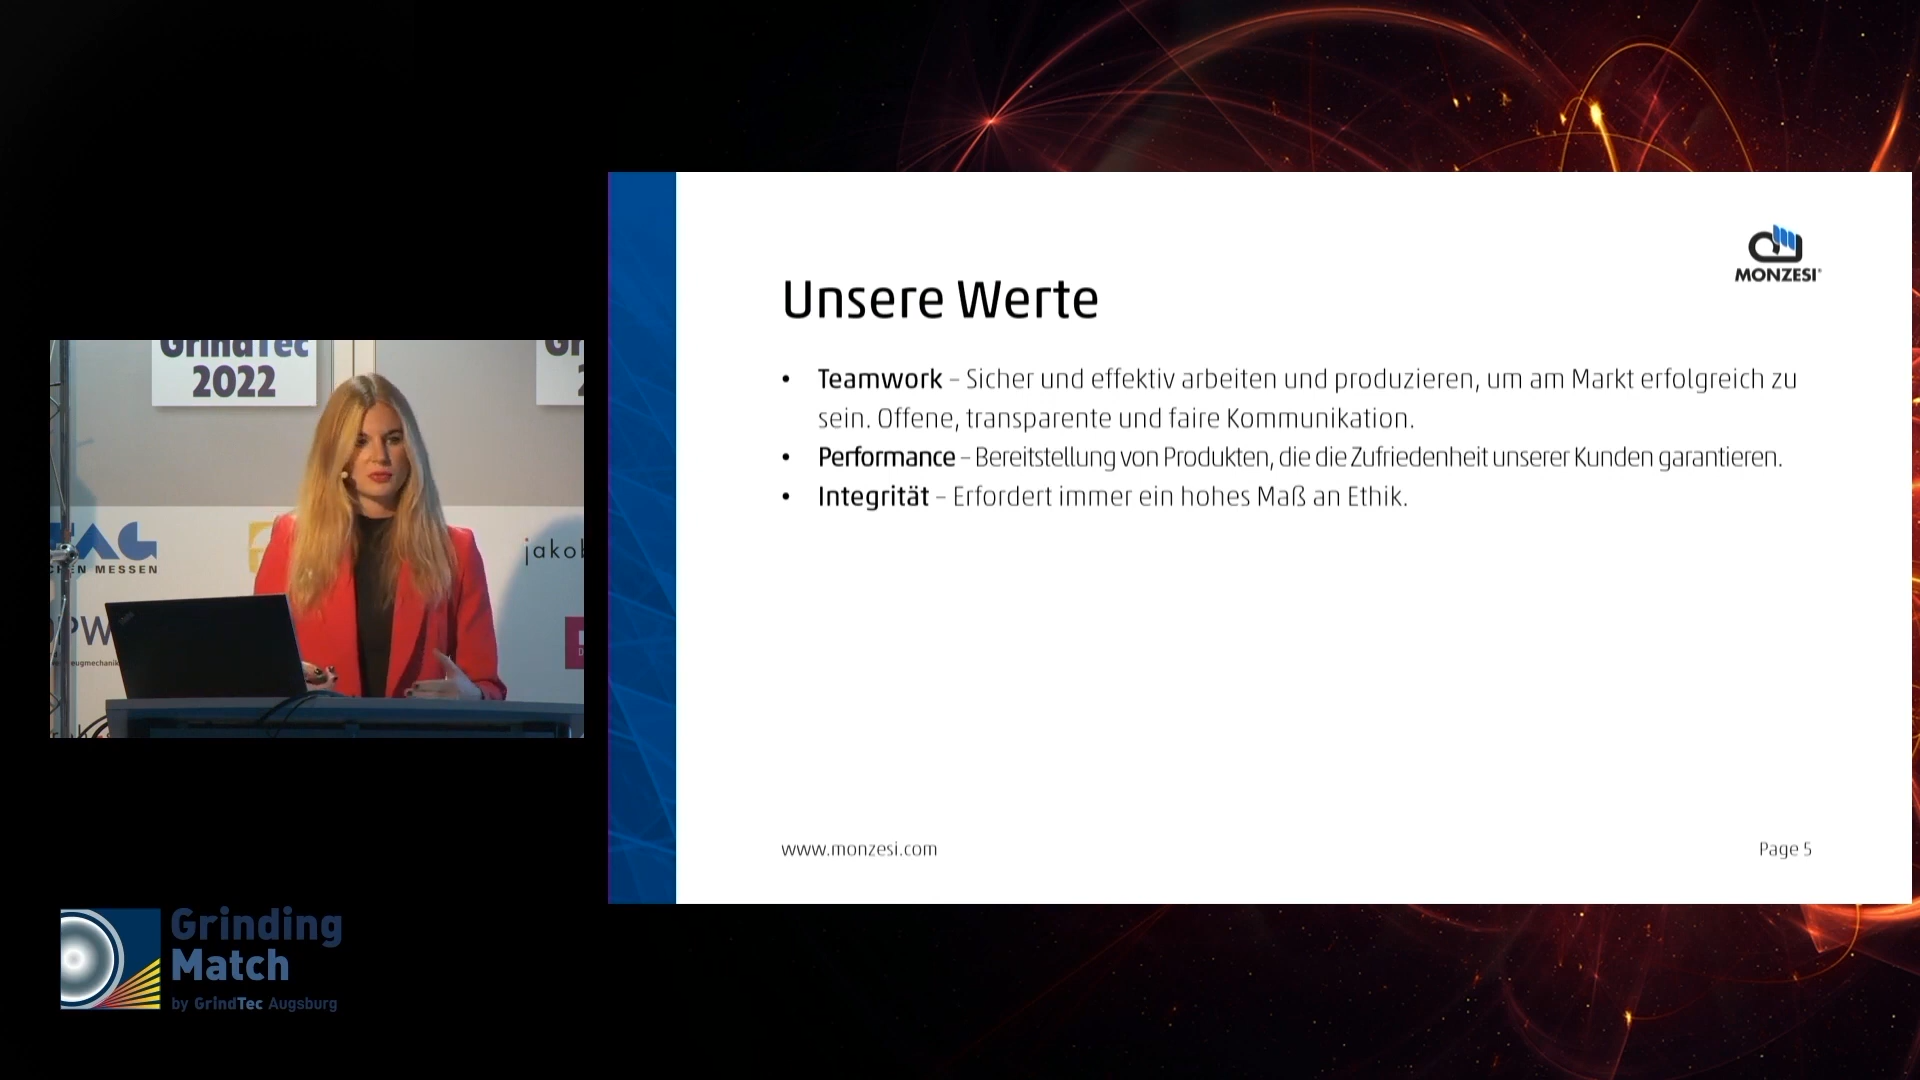 GrindTec
2022
CHEN MESSEN
jakob
MONZESI
Unsere Werte
• Teamwork – Sicher und effektiv arbeiten und produzieren, um am Markt erfolgreich zu
sein. Offene, transparente und faire Kommunikation.
• Performance – Bereitstellung von Produkten, die die Zufriedenheit unserer Kunden garantieren.
• Integrität – Erfordert immer ein hohes Maß an Ethik.
www.monzesi.com
Page 5
Grinding
Match
by GrindTec Augsburg